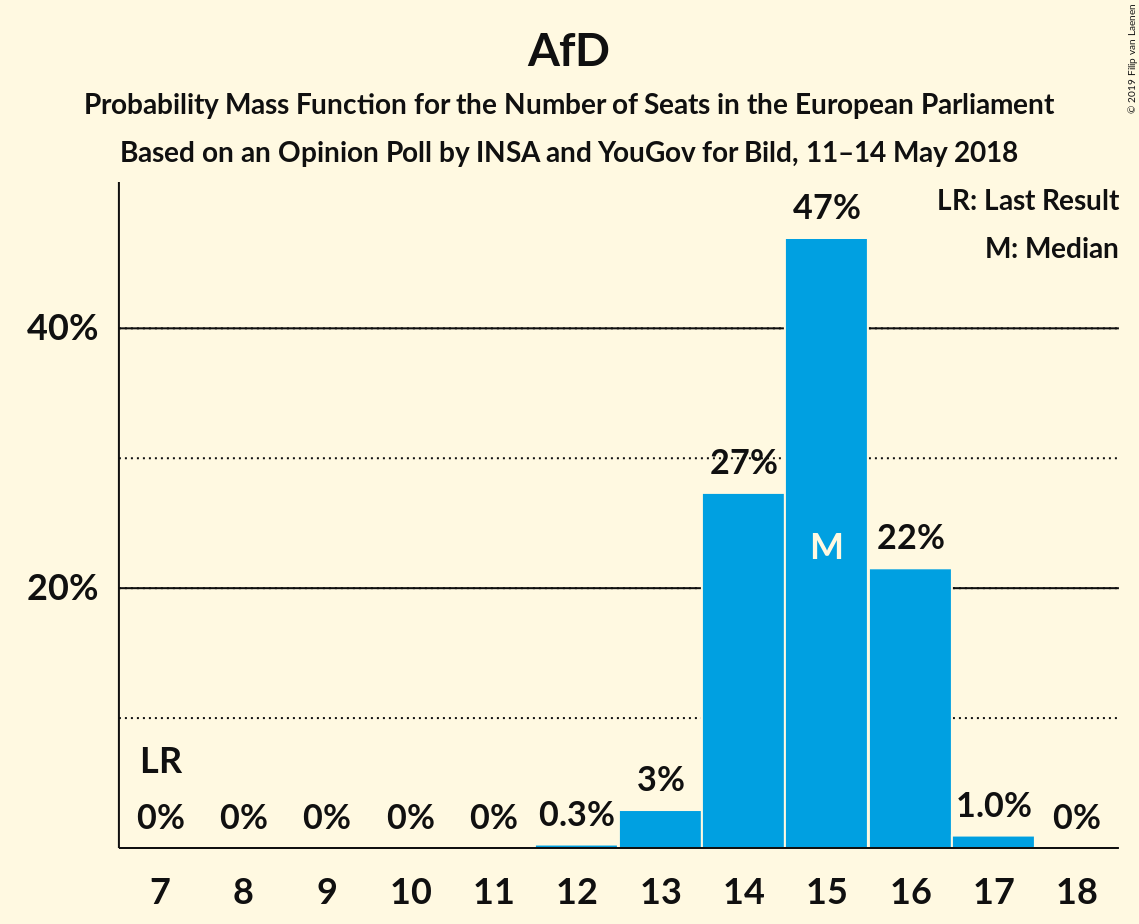 AfD
Probability Mass Function for the Number of Seats in the European Parliament
Based on an Opinion Poll by INSA and YouGov for Bild, 11–14 May 2018
© 2019 Filip van Laenen
LR: Last Result
M: Median
47%
40%
27%
M
22%
20%
LR
3%
0% 0% 0% 0% 0% 0.3% 1.0% 0%
7 8 9 10 11 12 13 14 15 16 17 18